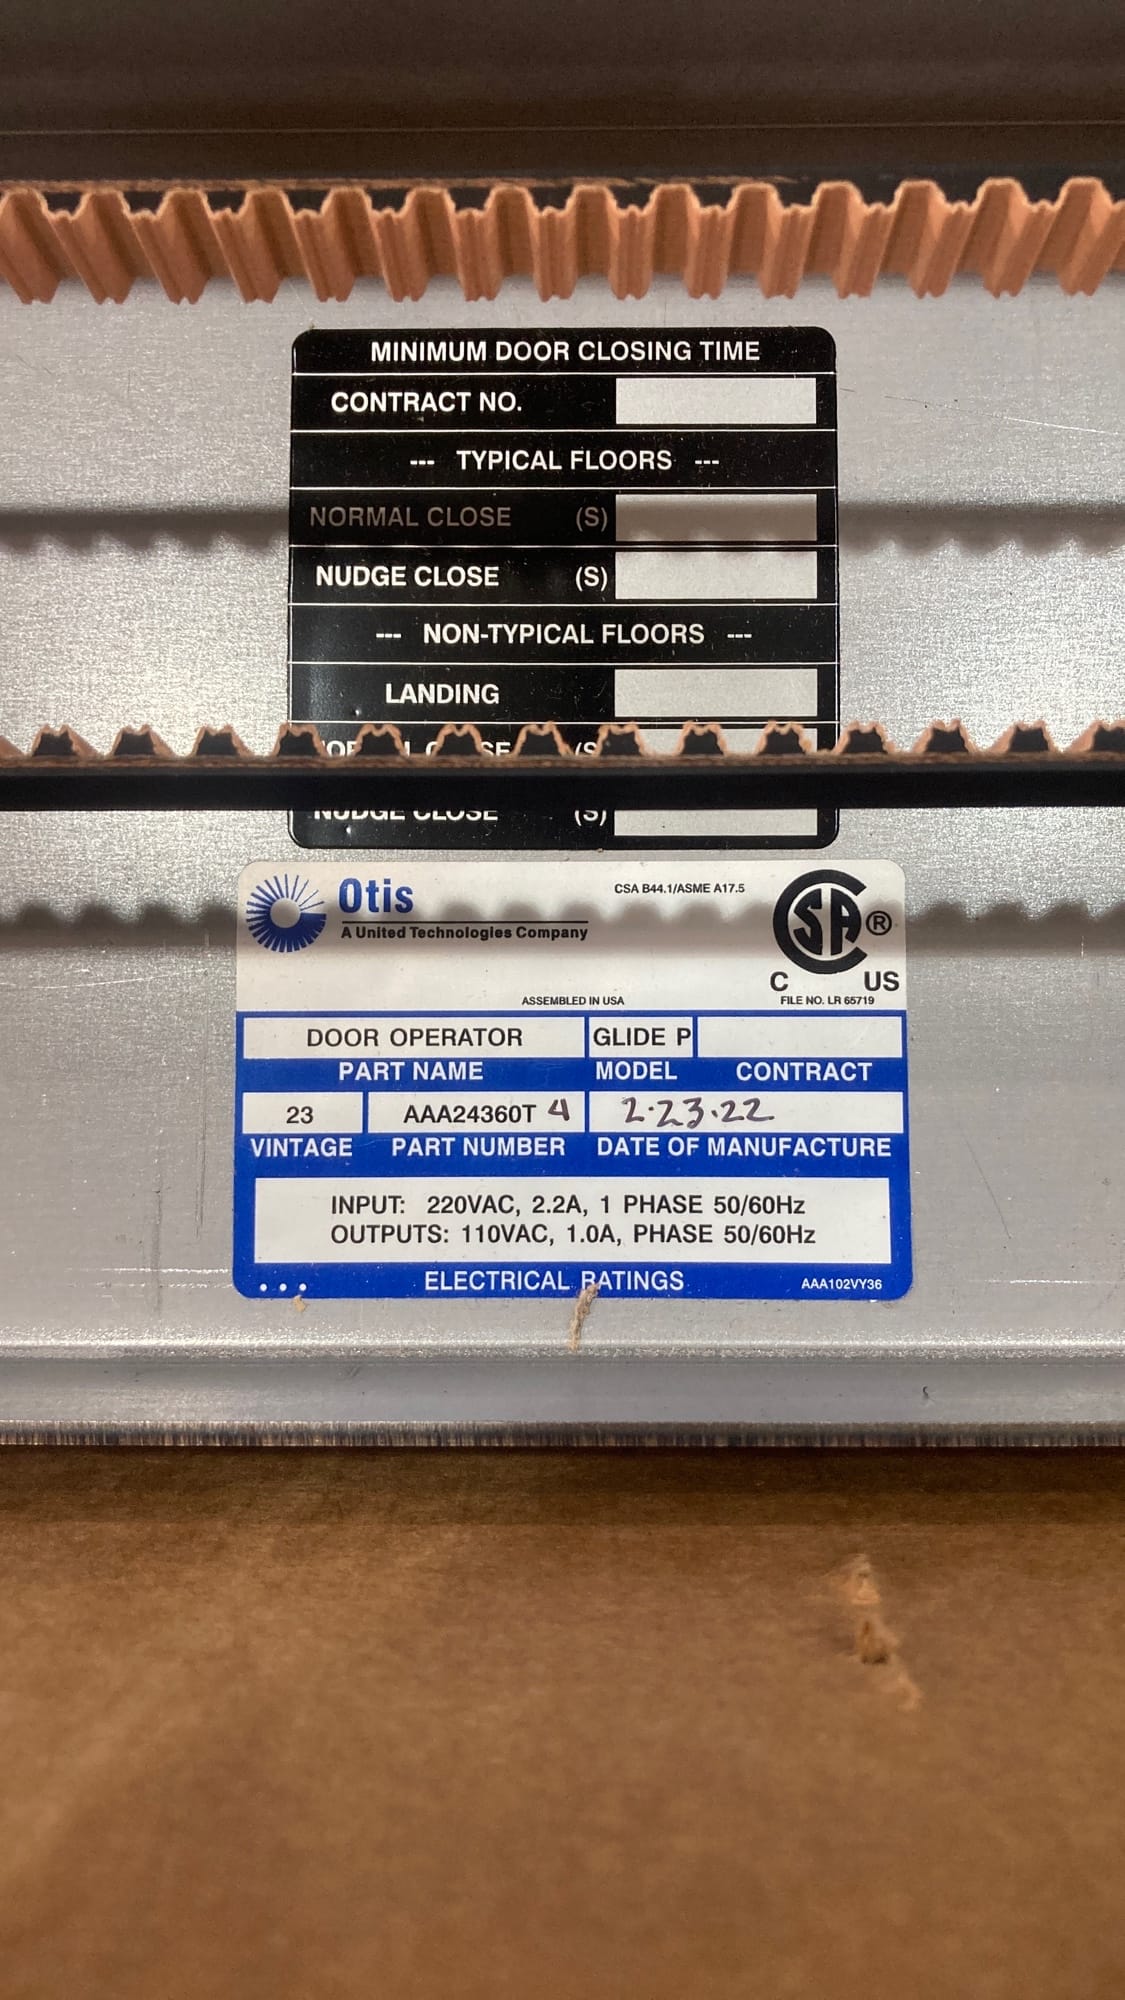 MINIMUM DOOR CLOSING TIME
CONTRACT NO.
--- TYPICAL FLOORS ---
NORMAL CLOSE (S)
NUDGE CLOSE (S)
--- NON-TYPICAL FLOORS ---
LANDING
NUDGE CLOSE (S)
Otis
A United Technologies Company
CSA B44.1/ASME A17.5
SA ®
C US
ASSEMBLED IN USA
FILE NO. LR 65719
DOOR OPERATOR GLIDE P
PART NAME MODEL CONTRACT
23 AAA24360T 4 2.23.22
VINTAGE PART NUMBER DATE OF MANUFACTURE
INPUT: 220VAC, 2.2A, 1 PHASE 50/60Hz
OUTPUTS: 110VAC, 1.0A, PHASE 50/60Hz
... ELECTRICAL RATINGS AAA102VY36